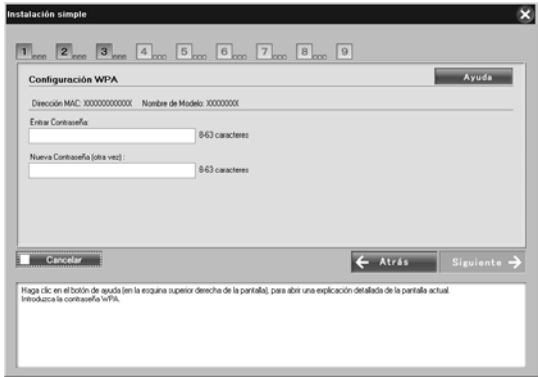 Instalación simple
1 2 3 4 5 6 7 8 9
Configuración WPA
Ayuda
Dirección MAC: XXXXXXXXXXXX Nombre de Modelo: XXXXXXXX
Entrar Contraseña:
8-63 caracteres
Nueva Contraseña (otra vez) :
8-63 caracteres
Cancelar
Atrás
Siguiente
Haga clic en el botón de ayuda (en la esquina superior derecha de la pantalla), para abrir una explicación detallada de la pantalla actual.
Introduzca la contraseña WPA.